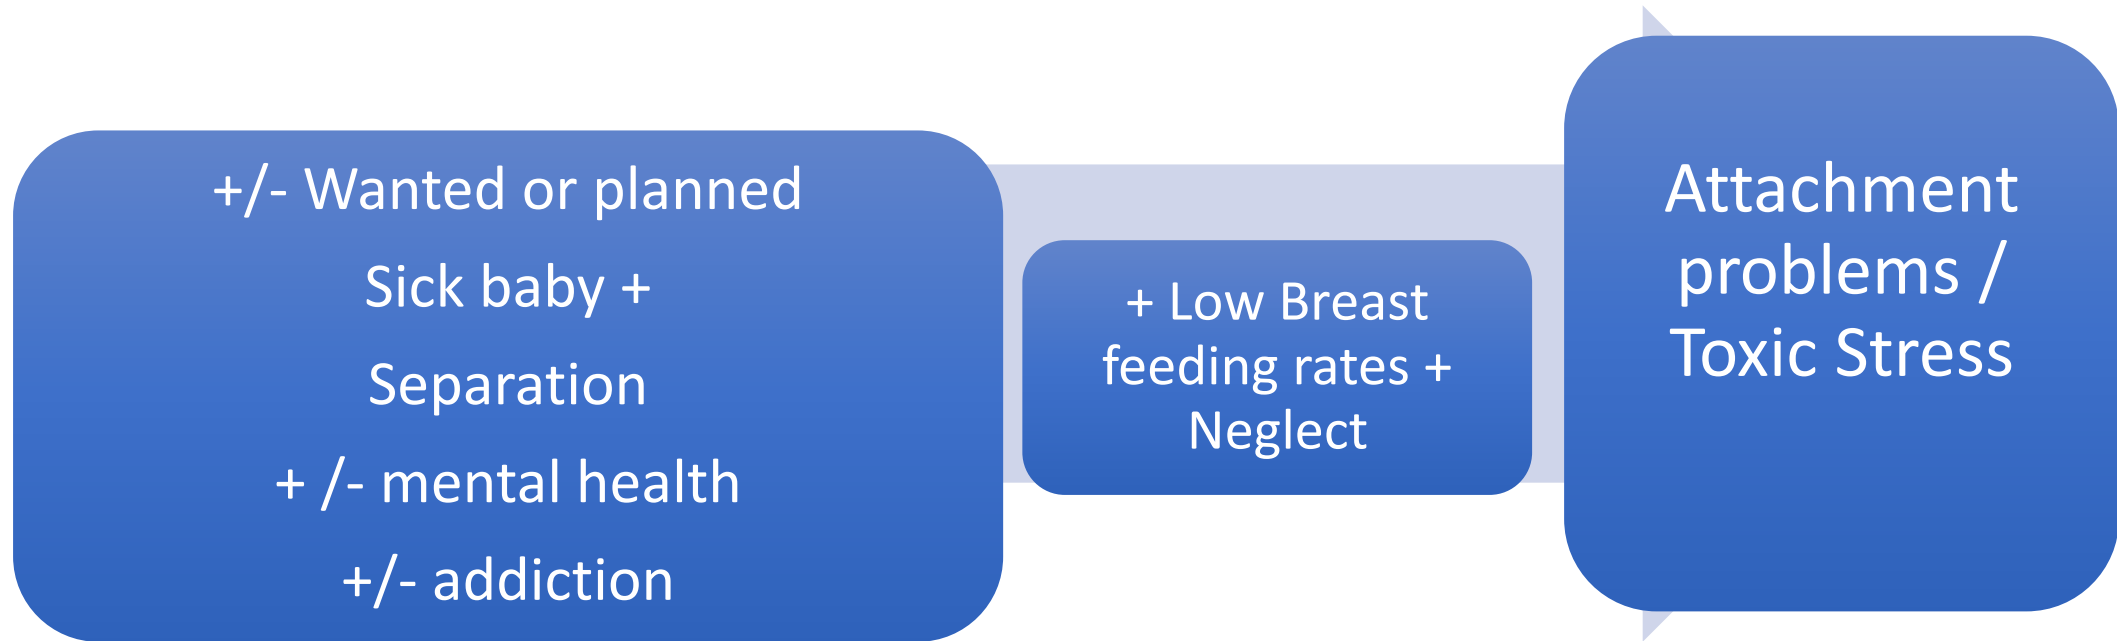 +/- Wanted or planned
Sick baby +
Separation
+ /- mental health
+/- addiction
+ Low Breast
feeding rates +
Neglect
Attachment
problems /
Toxic Stress